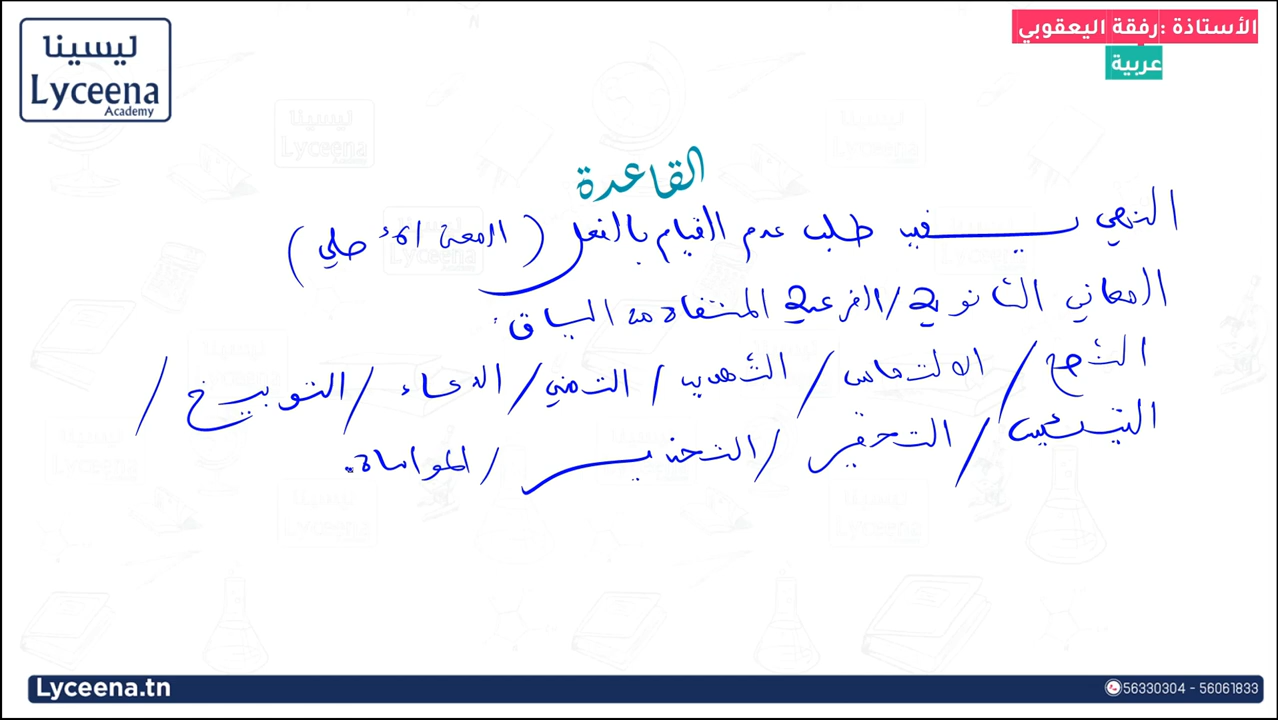 ليسينا
Lyceena
Academy
الأستاذة :رفقة اليعقوبي
عربية
القاعدة
النهي يفيد طلب عدم القيام بالفعل (المعنى الأصلي)
المعاني الثانوية/الفرعية المستفادة من السياق.
النصح / الالتماس / التهديد / التمني / الدعاء / التوبيخ /
التيئيس / التحقير / التحذير / المواساة.
Lyceena.tn
56330304 - 56061833